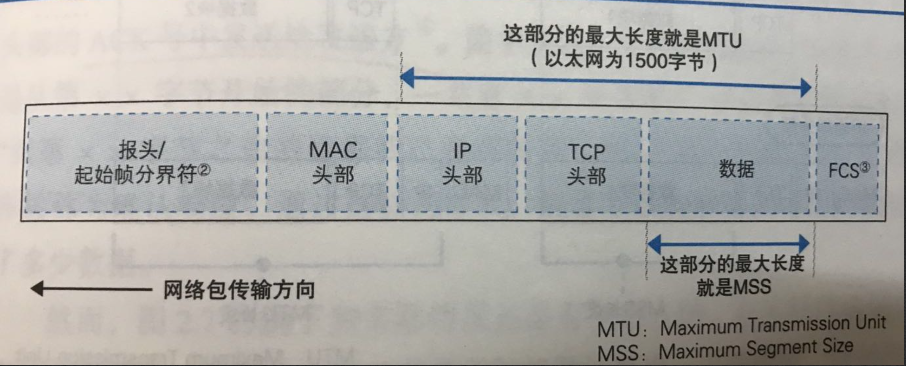 这部分的最大长度就是MTU
（以太网为1500字节）
报头/
起始帧分界符②
MAC
头部
IP
头部
TCP
头部
数据
FCS③
这部分的最大长度
就是MSS
网络包传输方向
MTU：Maximum Transmission Unit
MSS：Maximum Segment Size